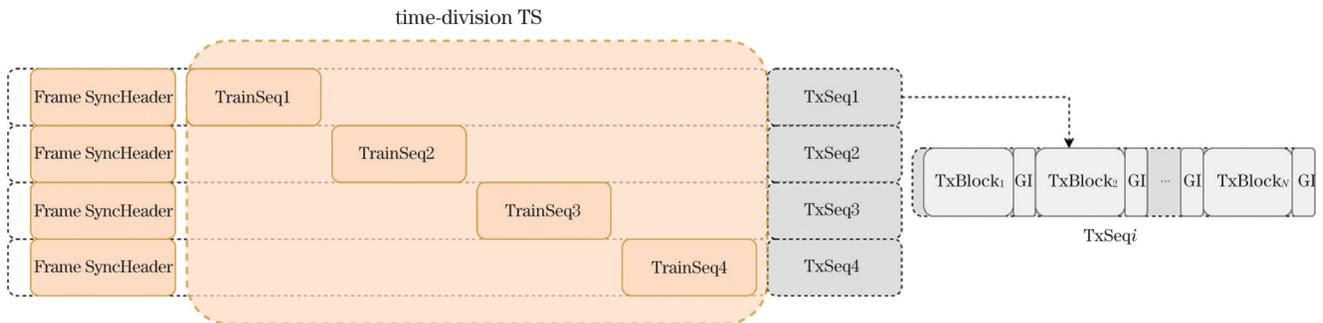 time-division TS
Frame SyncHeader TrainSeq1 TxSeq1
Frame SyncHeader TrainSeq2 TxSeq2
TxBlock₁ GI TxBlock₂ GI ... GI TxBlockN GI
Frame SyncHeader TrainSeq3 TxSeq3
TxSeqi
Frame SyncHeader TrainSeq4 TxSeq4